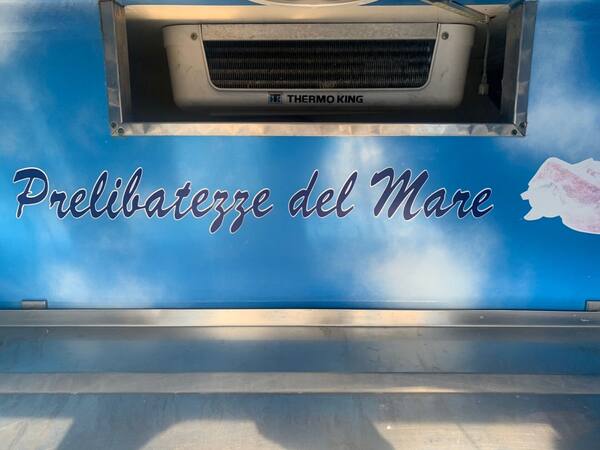 THERMO KING
Prelibatezze del Mare